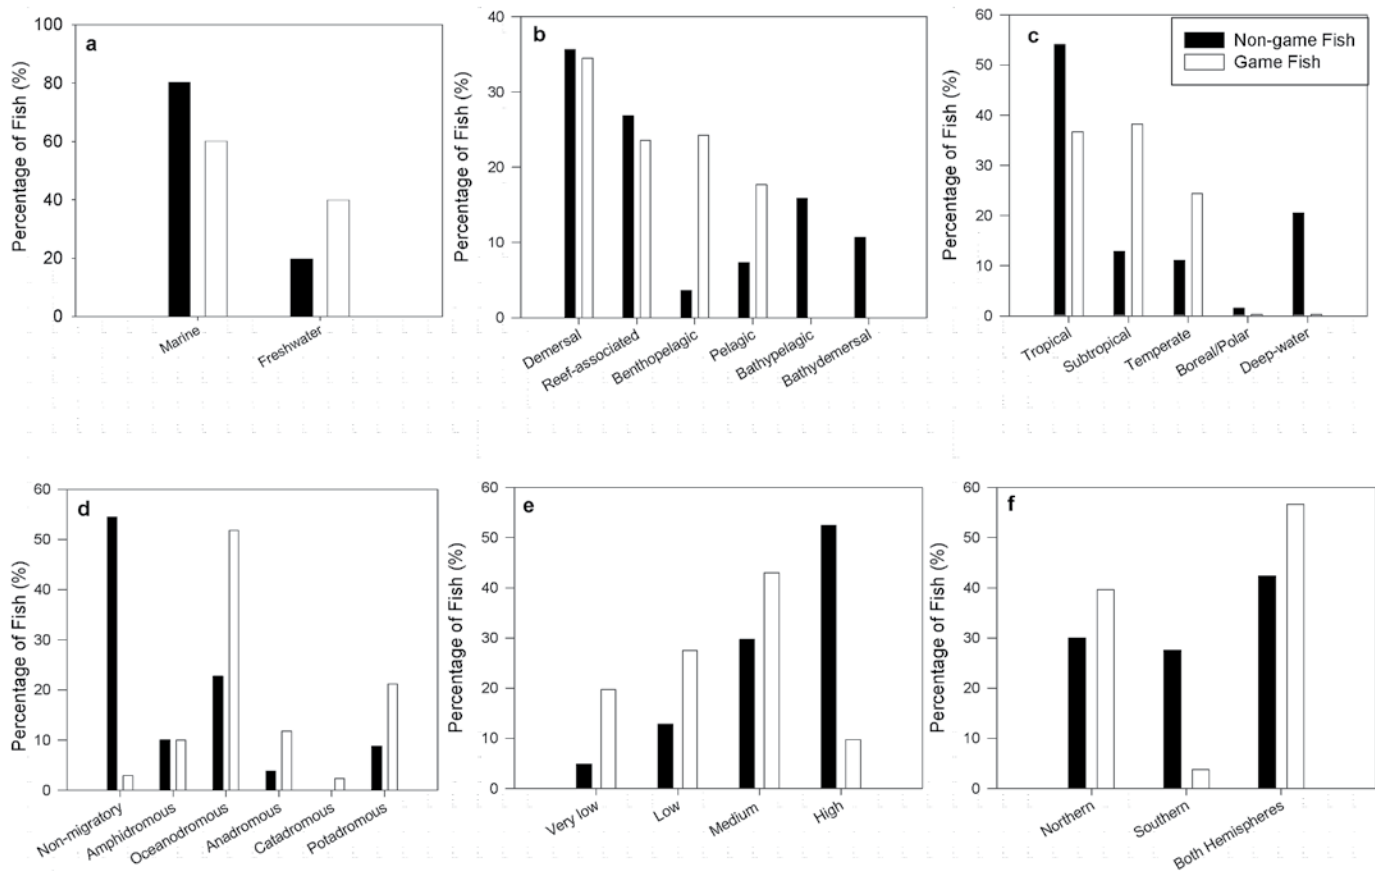 a
Percentage of Fish (%)
100
80
60
40
20
0
Marine
Freshwater
b
Percentage of Fish (%)
40
30
20
10
0
Demersal
Reef-associated
Benthopelagic
Pelagic
Bathypelagic
Bathydemersal
c
Non-game Fish
Game Fish
Percentage of Fish (%)
60
50
40
30
20
10
0
Tropical
Subtropical
Temperate
Boreal/Polar
Deep-water
d
Percentage of Fish (%)
60
50
40
30
20
10
0
Non-migratory
Amphidromous
Oceanodromous
Anadromous
Catadromous
Potadromous
e
Percentage of Fish (%)
60
50
40
30
20
10
0
Very low
Low
Medium
High
f
Percentage of Fish (%)
60
50
40
30
20
10
0
Northern
Southern
Both Hemispheres